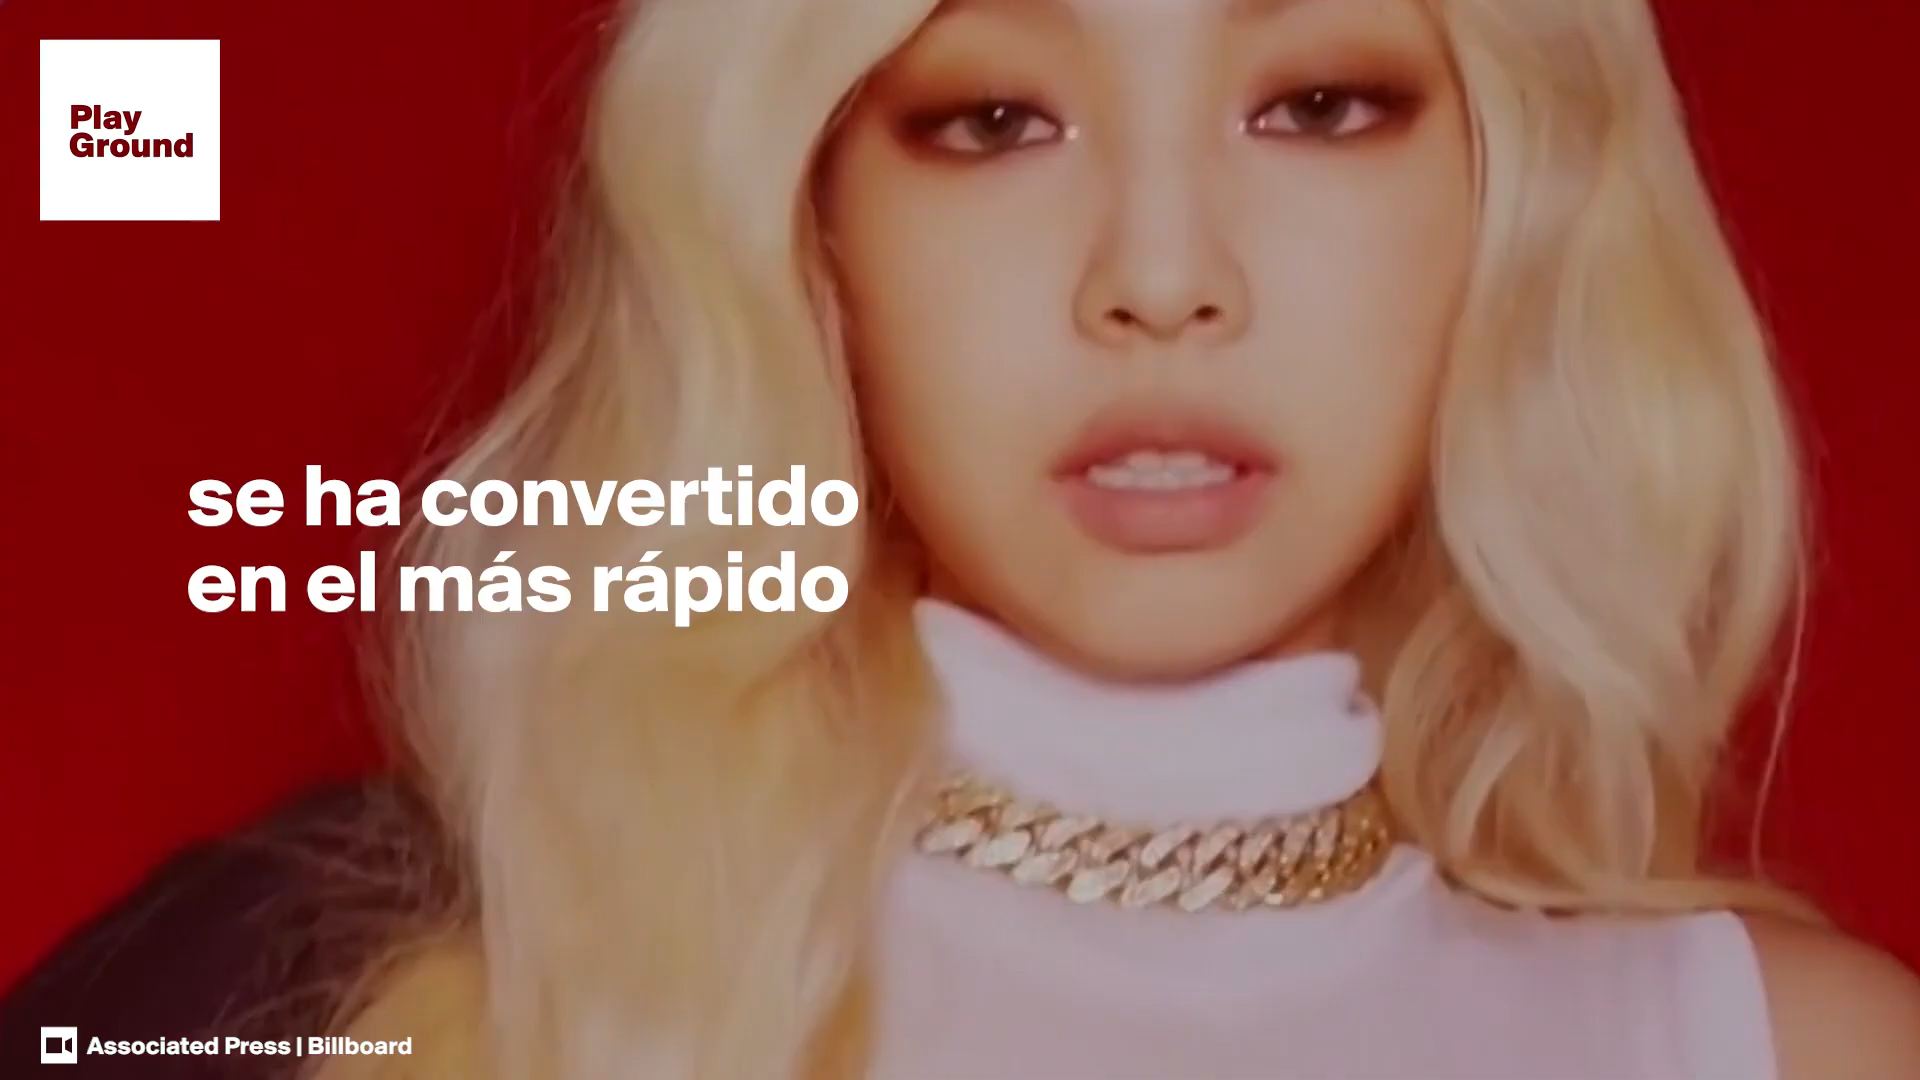 Play
Ground
se ha convertido
en el más rápido
Associated Press | Billboard